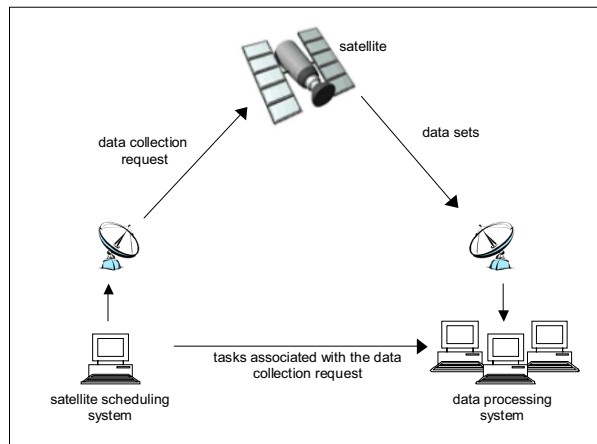 satellite
data collection
request
data sets
tasks associated with the data
collection request
satellite scheduling
system
data processing
system